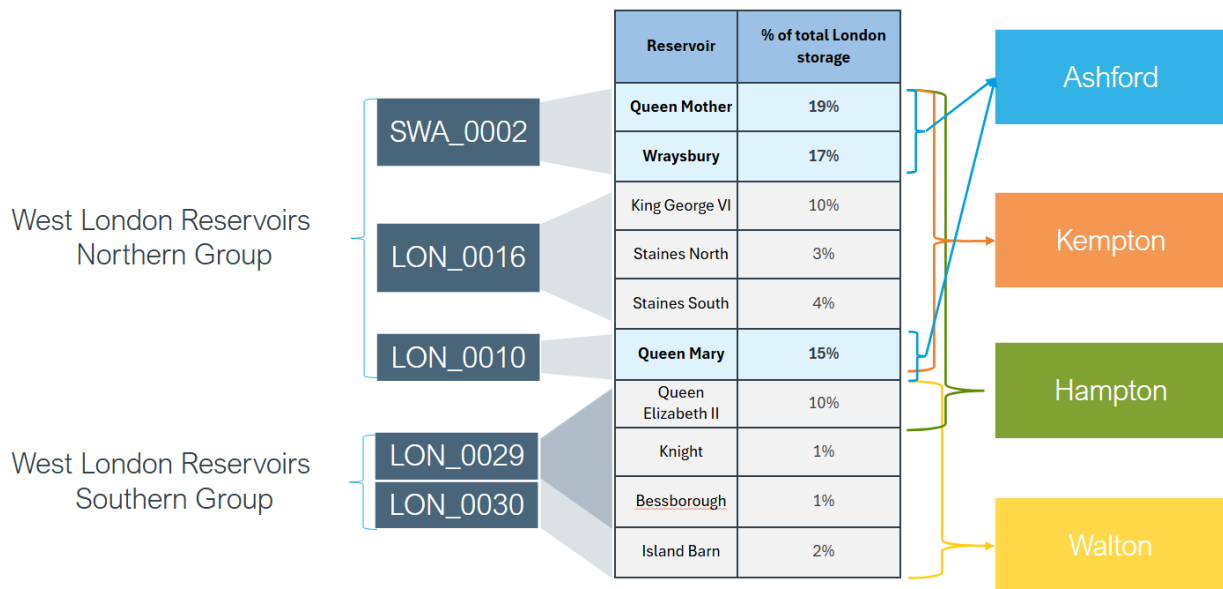 West London Reservoirs
Northern Group
West London Reservoirs
Southern Group
SWA_0002
LON_0016
LON_0010
LON_0029
LON_0030
Reservoir
% of total London
storage
Queen Mother
19%
Wraysbury
17%
King George VI
10%
Staines North
3%
Staines South
4%
Queen Mary
15%
Queen
Elizabeth II
10%
Knight
1%
Bessborough
1%
Island Barn
2%
Ashford
Kempton
Hampton
Walton